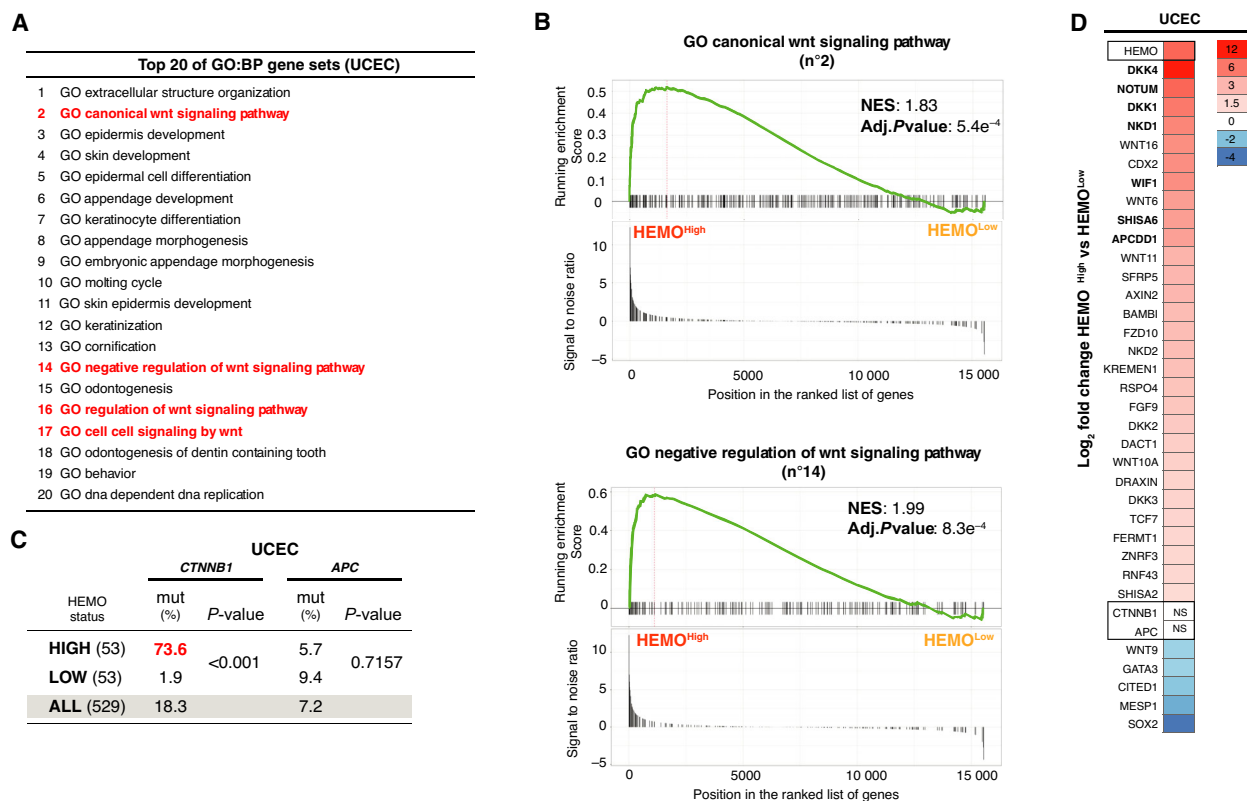 A
Top 20 of GO:BP gene sets (UCEC)
1 GO extracellular structure organization
2 GO canonical wnt signaling pathway
3 GO epidermis development
4 GO skin development
5 GO epidermal cell differentiation
6 GO appendage development
7 GO keratinocyte differentiation
8 GO appendage morphogenesis
9 GO embryonic appendage morphogenesis
10 GO molting cycle
11 GO skin epidermis development
12 GO keratinization
13 GO cornification
14 GO negative regulation of wnt signaling pathway
15 GO odontogenesis
16 GO regulation of wnt signaling pathway
17 GO cell cell signaling by wnt
18 GO odontogenesis of dentin containing tooth
19 GO behavior
20 GO dna dependent dna replication
B
GO canonical wnt signaling pathway
(n°2)
Running enrichment
Score
0.5
0.4
0.3
0.2
0.1
0
NES: 1.83
Adj.Pvalue: 5.4e-4
HEMOHigh
HEMOLow
Signal to noise ratio
10
5
0
−5
0
5000
10 000
15 000
Position in the ranked list of genes
GO negative regulation of wnt signaling pathway
(n°14)
Running enrichment
Score
0.6
0.4
0.2
0
NES: 1.99
Adj.Pvalue: 8.3e-4
HEMOHigh
HEMOLow
Signal to noise ratio
10
5
0
−5
0
5000
10 000
15 000
Position in the ranked list of genes
C
UCEC
CTNNB1 APC
HEMO status mut (%) P-value mut (%) P-value
HIGH (53) 73.6 <0.001 5.7 0.7157
LOW (53) 1.9 9.4
ALL (529) 18.3 7.2
D
UCEC
Log2 fold change HEMO High vs HEMOLow
HEMO
DKK4
NOTUM
DKK1
NKD1
WNT16
CDX2
WIF1
WNT6
SHISA6
APCDD1
WNT11
SFRP5
AXIN2
BAMBI
FZD10
NKD2
KREMEN1
RSPO4
FGF9
DKK2
DACT1
WNT10A
DRAXIN
DKK3
TCF7
FERMT1
ZNRF3
RNF43
SHISA2
CTNNB1 NS
APC NS
WNT9
GATA3
CITED1
MESP1
SOX2
12
6
3
1.5
0
-2
-4